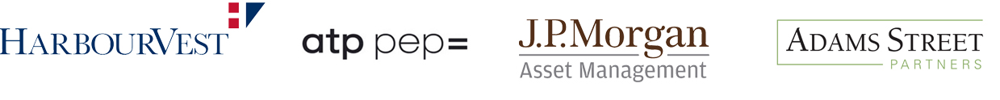 HARBOURVEST
atp pep=
J.P.Morgan
Asset Management
ADAMS STREET
PARTNERS